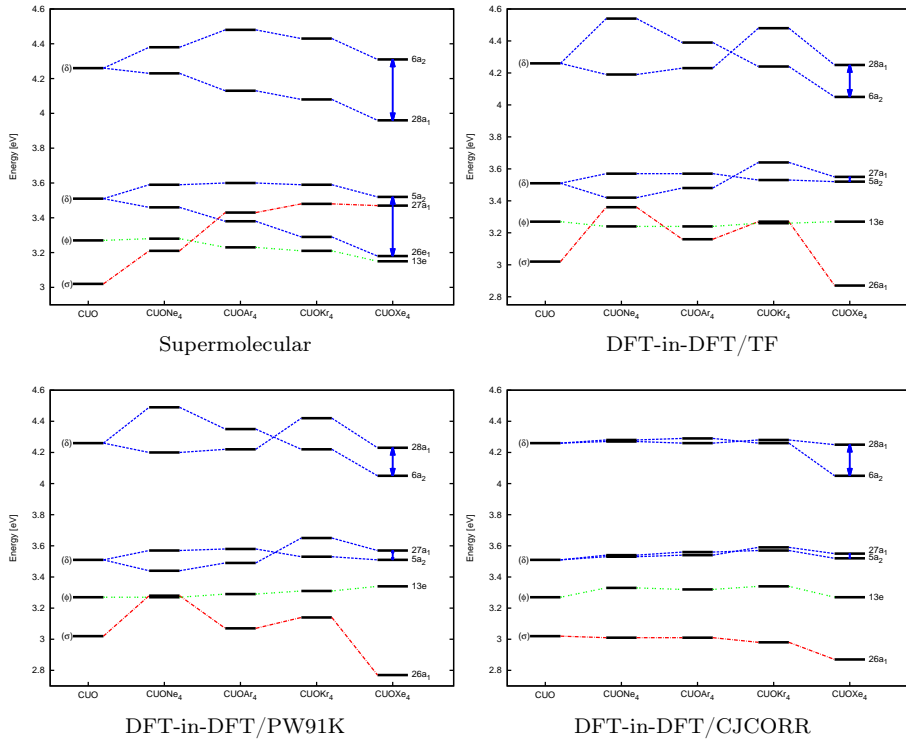 4.6
4.4
4.2
4
3.8
3.6
3.4
3.2
3
Energy [eV]
(δ)
(δ)
(ϕ)
(σ)
6a2
28a1
5a2
27a1
26e1
13e
CUO
CUONe4
CUOAr4
CUOKr4
CUOXe4
Supermolecular
4.6
4.4
4.2
4
3.8
3.6
3.4
3.2
3
2.8
Energy [eV]
(δ)
(δ)
(ϕ)
(σ)
28a1
6a2
27a1
5a2
13e
26a1
CUO
CUONe4
CUOAr4
CUOKr4
CUOXe4
DFT-in-DFT/TF
4.6
4.4
4.2
4
3.8
3.6
3.4
3.2
3
2.8
Energy [eV]
(δ)
(δ)
(ϕ)
(σ)
28a1
6a2
27a1
5a2
13e
26a1
CUO
CUONe4
CUOAr4
CUOKr4
CUOXe4
DFT-in-DFT/PW91K
4.6
4.4
4.2
4
3.8
3.6
3.4
3.2
3
2.8
Energy [eV]
(δ)
(δ)
(ϕ)
(σ)
28a1
6a2
27a1
5a2
13e
26a1
CUO
CUONe4
CUOAr4
CUOKr4
CUOXe4
DFT-in-DFT/CJCORR